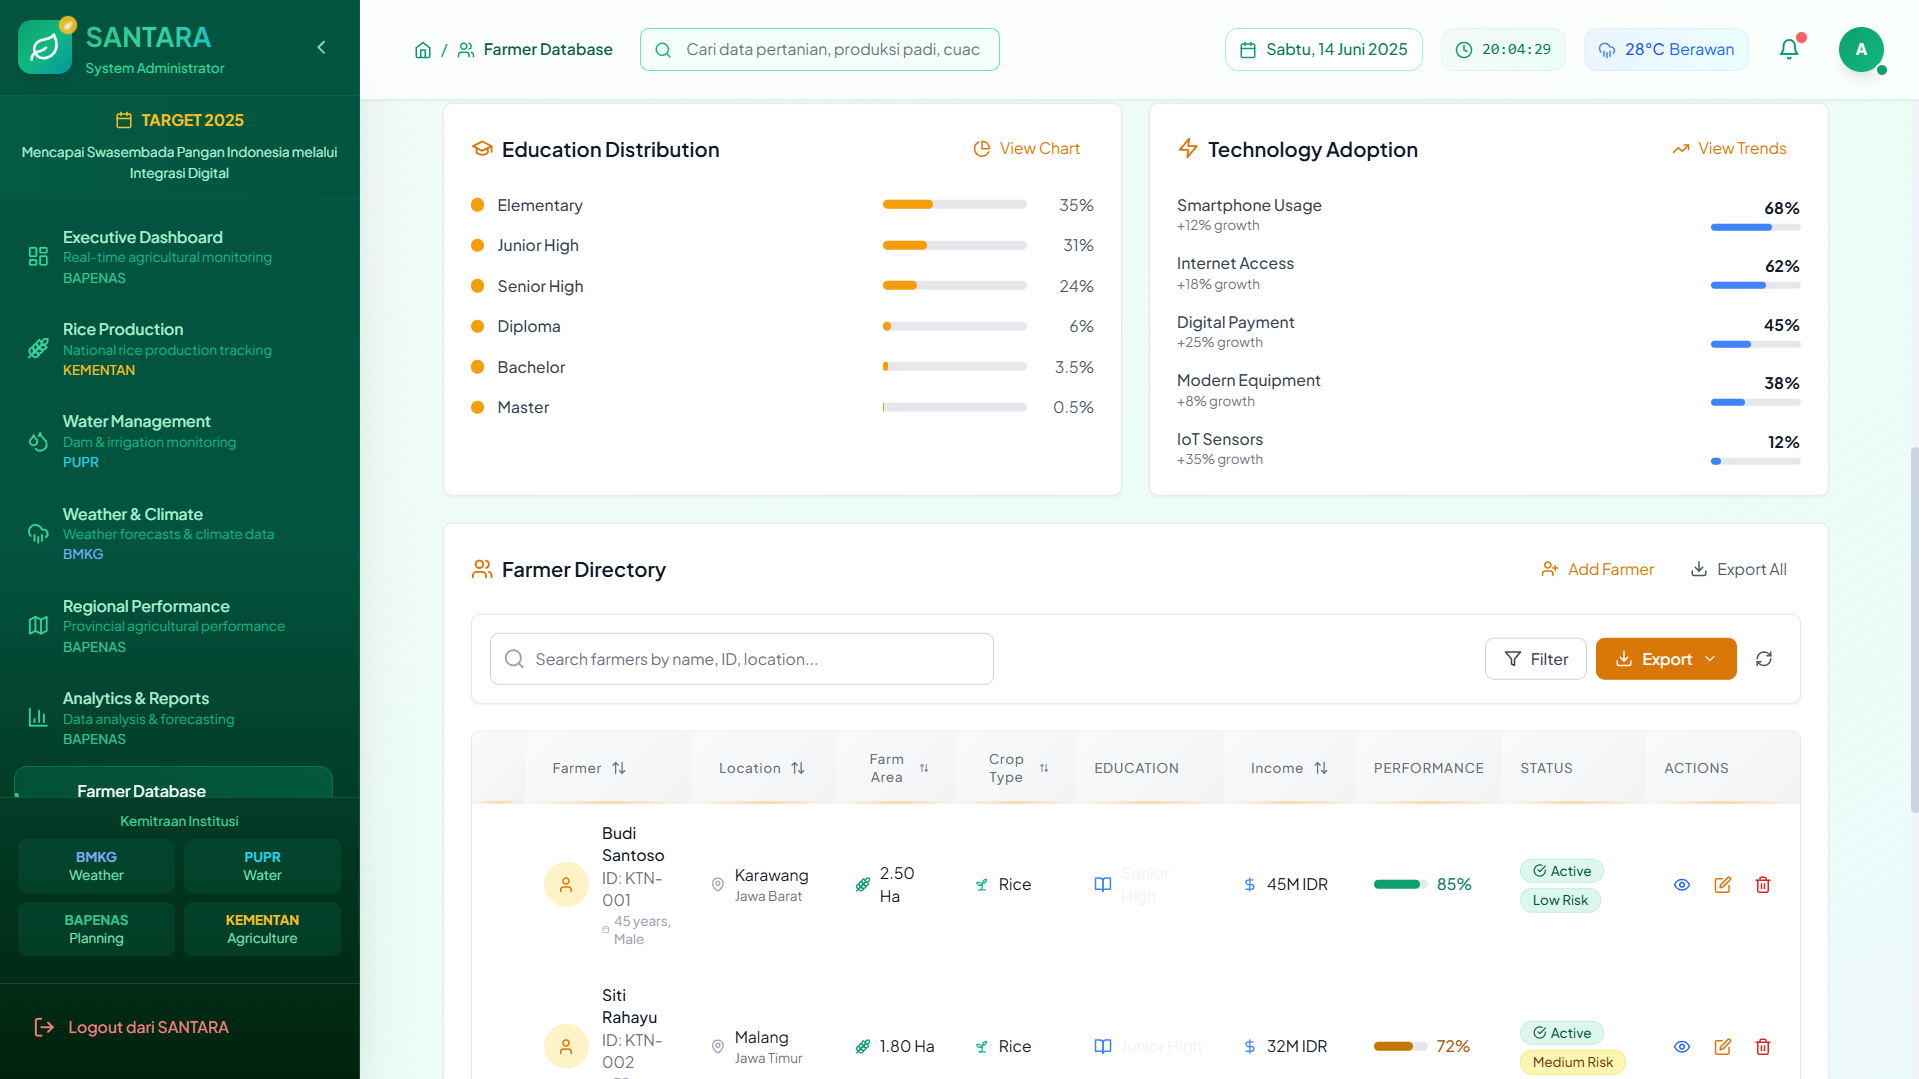 SANTARA
System Administrator
TARGET 2025
Mencapai Swasembada Pangan Indonesia melalui
Integrasi Digital
Executive Dashboard
Real-time agricultural monitoring
BAPENAS
Rice Production
National rice production tracking
KEMENTAN
Water Management
Dam & irrigation monitoring
PUPR
Weather & Climate
Weather forecasts & climate data
BMKG
Regional Performance
Provincial agricultural performance
BAPENAS
Analytics & Reports
Data analysis & forecasting
BAPENAS
Farmer Database
Kemitraan Institusi
BMKG
Weather
PUPR
Water
BAPENAS
Planning
KEMENTAN
Agriculture
Logout dari SANTARA
/ Farmer Database
Cari data pertanian, produksi padi, cuac
Sabtu, 14 Juni 2025
20:04:29
28°C Berawan
A
Education Distribution
View Chart
Elementary 35%
Junior High 31%
Senior High 24%
Diploma 6%
Bachelor 3.5%
Master 0.5%
Technology Adoption
View Trends
Smartphone Usage
+12% growth
68%
Internet Access
+18% growth
62%
Digital Payment
+25% growth
45%
Modern Equipment
+8% growth
38%
IoT Sensors
+35% growth
12%
Farmer Directory
Add Farmer
Export All
Search farmers by name, ID, location...
Filter
Export
Farmer
Location
Farm
Area
Crop
Type
EDUCATION
Income
PERFORMANCE
STATUS
ACTIONS
Budi
Santoso
ID: KTN-
001
45 years,
Male
Karawang
Jawa Barat
2.50
Ha
Rice
Senior
High
45M IDR
85%
Active
Low Risk
Siti
Rahayu
ID: KTN-
002
Malang
Jawa Timur
1.80 Ha
Rice
Junior High
32M IDR
72%
Active
Medium Risk